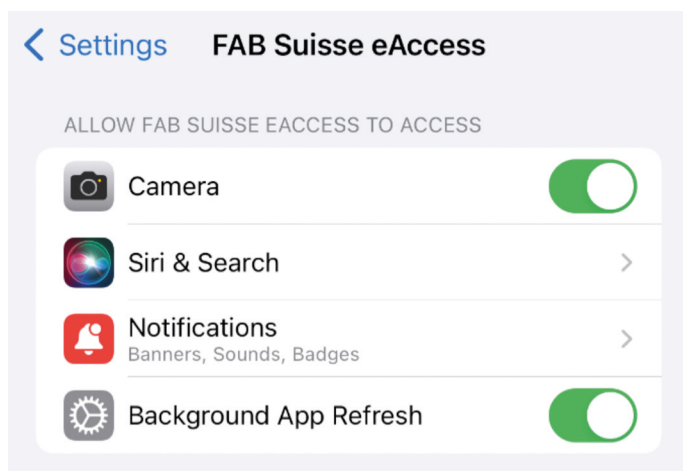 Settings FAB Suisse eAccess
ALLOW FAB SUISSE EACCESS TO ACCESS
Camera
Siri & Search
Notifications
Banners, Sounds, Badges
Background App Refresh